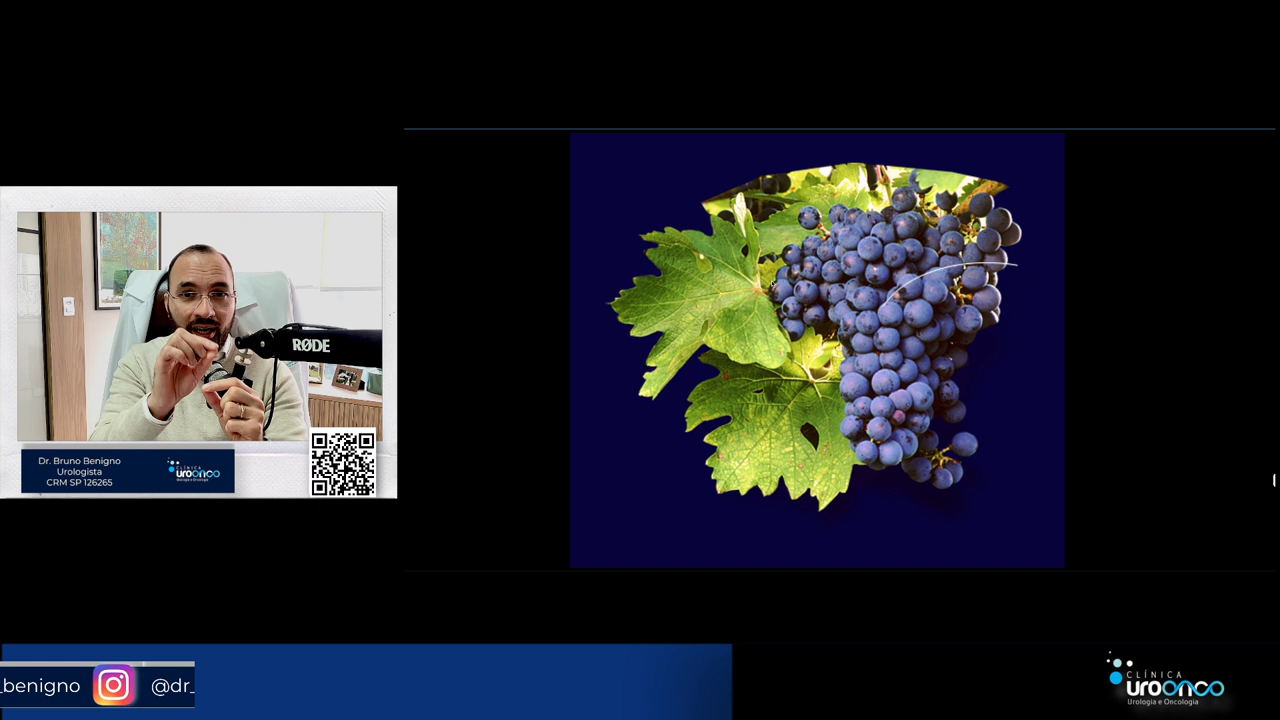 RØDE
Dr. Bruno Benigno
Urologista
CRM SP 126265
CLÍNICA
uroonco
Urologia e Oncologia
_benigno
@dr_
CLÍNICA
uroonco
Urologia e Oncologia